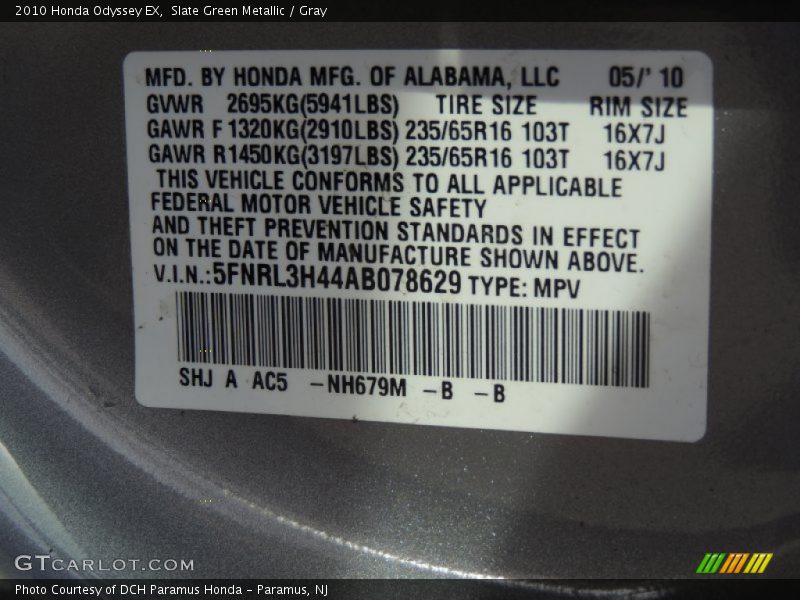 2010 Honda Odyssey EX,  Slate Green Metallic / Gray
MFD. BY HONDA MFG. OF ALABAMA, LLC 05/' 10
GVWR 2695KG(5941LBS) TIRE SIZE RIM SIZE
GAWR F 1320KG(2910LBS) 235/65R16 103T 16X7J
GAWR R1450KG(3197LBS) 235/65R16 103T 16X7J
THIS VEHICLE CONFORMS TO ALL APPLICABLE
FEDERAL MOTOR VEHICLE SAFETY
AND THEFT PREVENTION STANDARDS IN EFFECT
ON THE DATE OF MANUFACTURE SHOWN ABOVE.
V.I.N.:5FNRL3H44AB078629 TYPE: MPV
SHJ A AC5 -NH679M -B -B
GTCARLOT.COM
Photo Courtesy of DCH Paramus Honda - Paramus, NJ